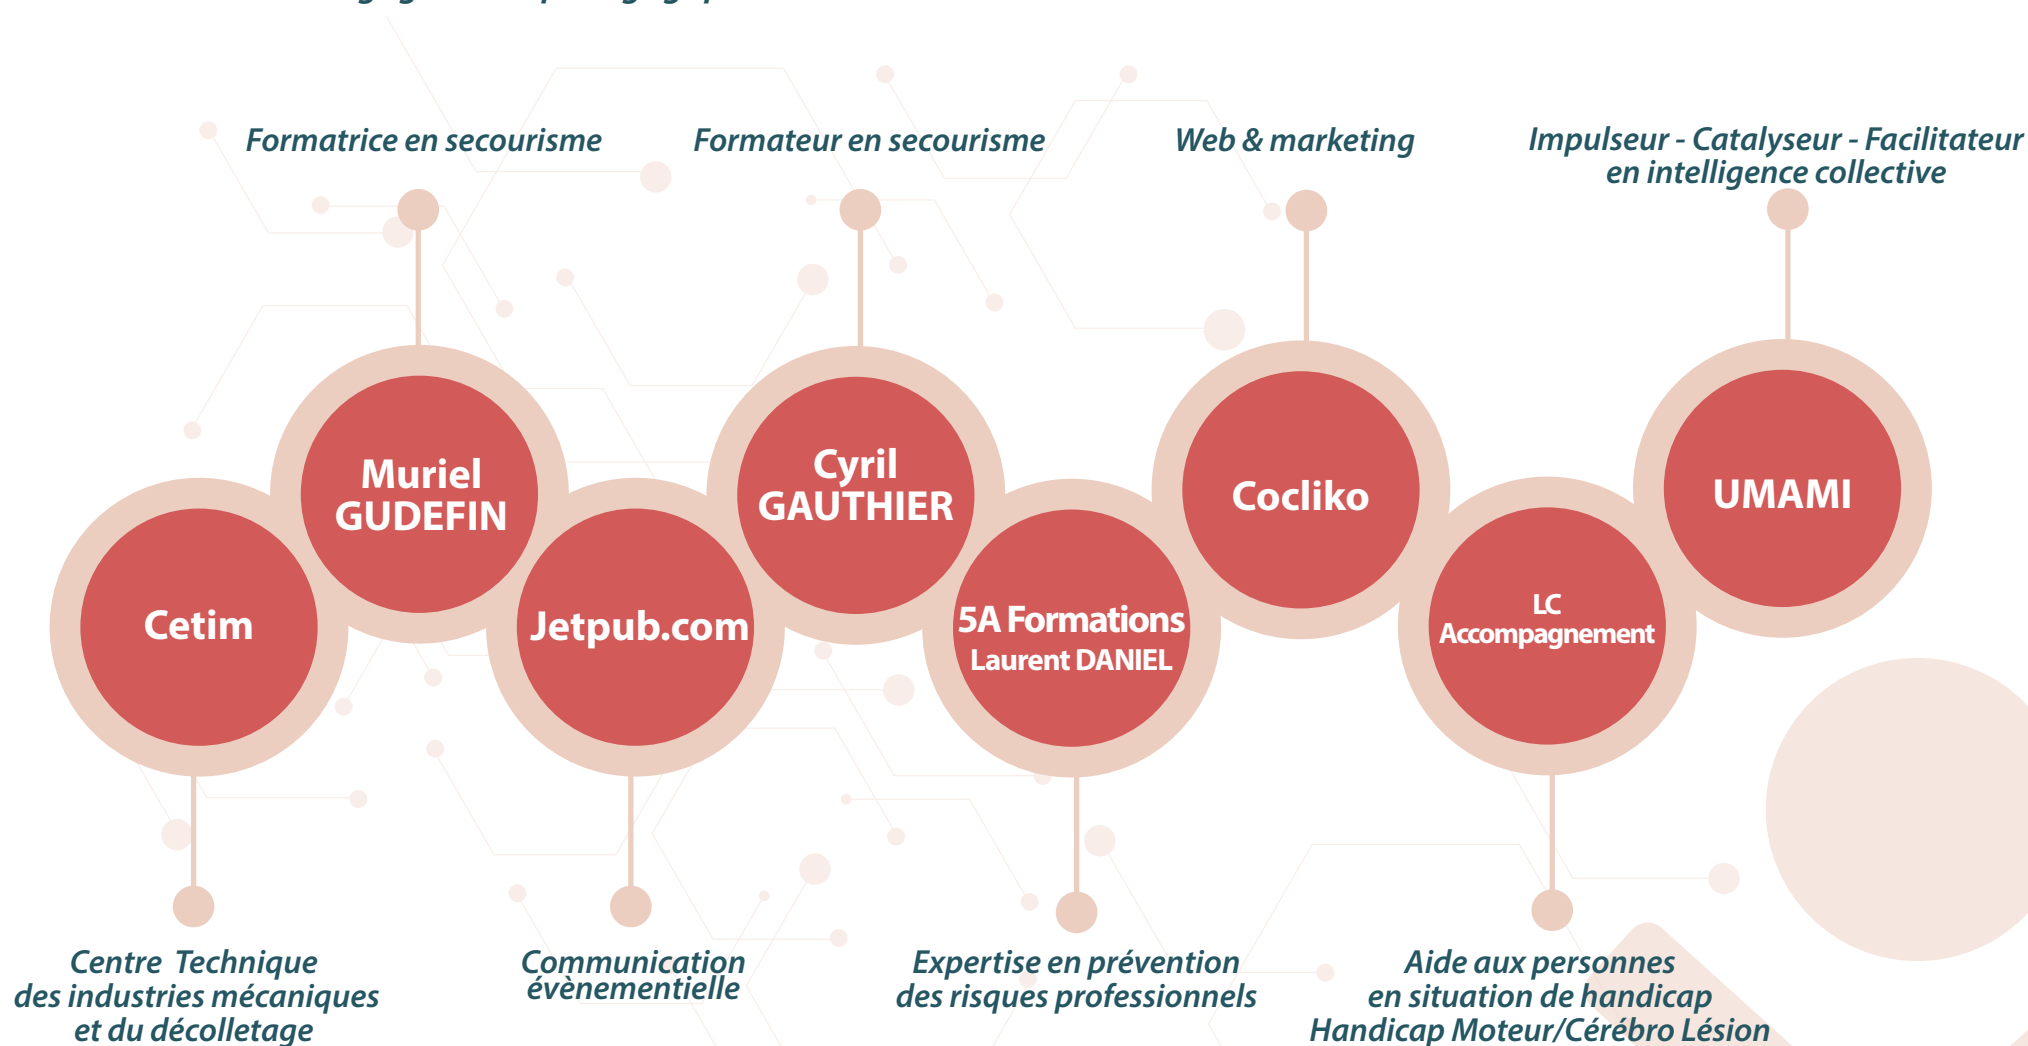 Formatrice en secourisme
Formateur en secourisme
Web & marketing
Impulseur - Catalyseur - Facilitateur
en intelligence collective
Muriel
GUDEFIN
Cyril
GAUTHIER
Cocliko
UMAMI
Cetim
Jetpub.com
5A Formations
Laurent DANIEL
LC
Accompagnement
Centre Technique
des industries mécaniques
et du décolletage
Communication
évènementielle
Expertise en prévention
des risques professionnels
Aide aux personnes
en situation de handicap
Handicap Moteur/Cérébro Lésion